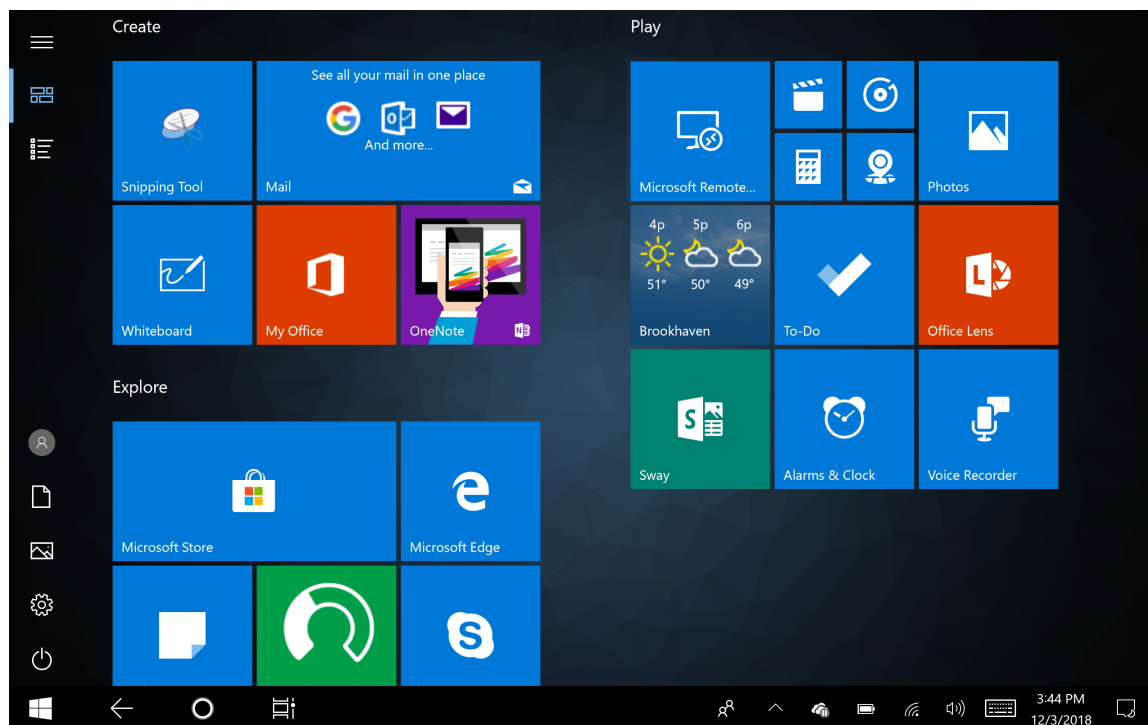 Create
See all your mail in one place
And more...
Snipping Tool
Mail
Whiteboard
My Office
OneNote
N
Explore
Microsoft Store
Microsoft Edge
S
Play
Microsoft Remote...
Photos
4p 5p 6p
51° 50° 49°
Brookhaven
To-Do
L
Office Lens
S
Sway
Alarms & Clock
Voice Recorder
3:44 PM
12/3/2018